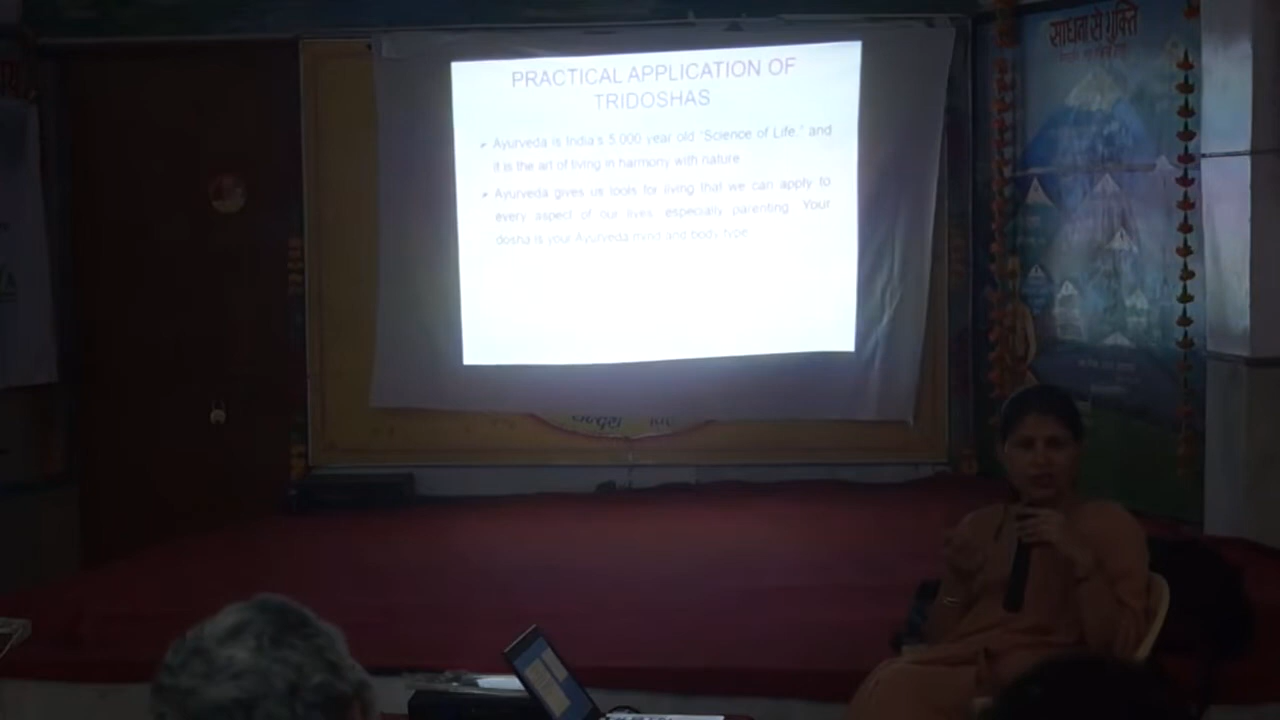 PRACTICAL APPLICATION OF
TRIDOSHAS
Ayurveda is India's 5,000 year old "Science of Life," and
it is the art of living in harmony with nature
Ayurveda gives us tools for living that we can apply to
every aspect of our lives, especially parenting. Your
dosha is your Ayurveda mind and body type
साधना से मुक्ति